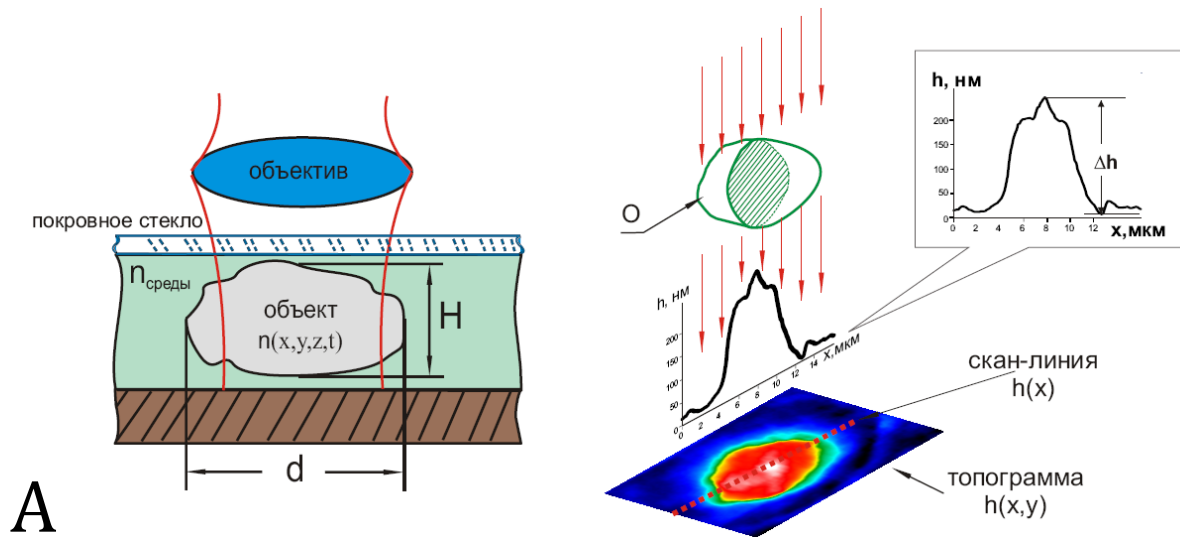 объектив
покровное стекло
nсреды
объект
n(x,y,z,t)
H
d
A
O
h, нм
200
150
100
50
0
0 2 4 6 8 10 12 14
x,мкм
h, нм
200
150
100
50
0
0 2 4 6 8 10 12
Δh
x,мкм
скан-линия
h(x)
топограмма
h(x,y)